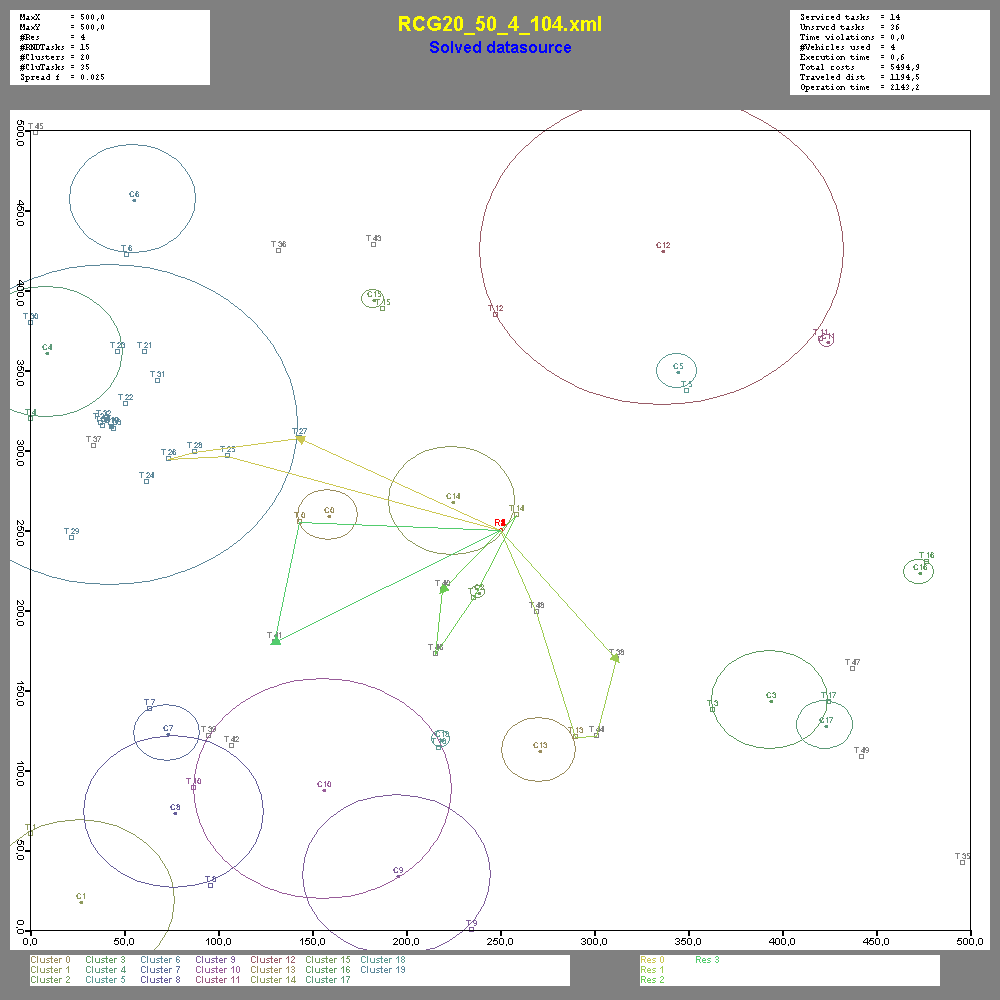 RCG20_50_4_104.xml
Solved datasource
MaxX = 500,0
MaxY = 500,0
#Res = 4
#RNDTasks = 15
#Clusters = 20
#CluTasks = 35
Spread f = 0.025
Serviced tasks = 14
Unsrvcd tasks = 36
Time violations = 0,0
#Vehicles used = 4
Execution time = 0,6
Total costs = 5494,9
Traveled dist = 1194,5
Operation time = 2143,2
500,0
T 45
C6
450,0
T 6
T 36
T 43
C12
400,0
C15
T 15
T 12
T 30
T 11
C4
T 20
T 21
350,0
C5
T 5
T 31
T 22
T 4
T 37
T 27
300,0
T 26
T 28
T 25
T 24
C14
C0
T 0
T 14
250,0
T 29
T 16
C16
T 40
T 48
200,0
T 41
T 46
T 38
T 47
150,0
C3
T 3
T 17
C17
T 7
C7
T 39
T 42
C18
T 18
T 13
T 44
C13
T 49
100,0
T 10
C10
C8
T 1
50,0
T 8
C9
T 35
C1
T 9
0,0
0,0 50,0 100,0 150,0 200,0 250,0 300,0 350,0 400,0 450,0 500,0
Cluster 0 Cluster 3 Cluster 6 Cluster 9 Cluster 12 Cluster 15 Cluster 18
Cluster 1 Cluster 4 Cluster 7 Cluster 10 Cluster 13 Cluster 16 Cluster 19
Cluster 2 Cluster 5 Cluster 8 Cluster 11 Cluster 14 Cluster 17
Res 0 Res 3
Res 1
Res 2